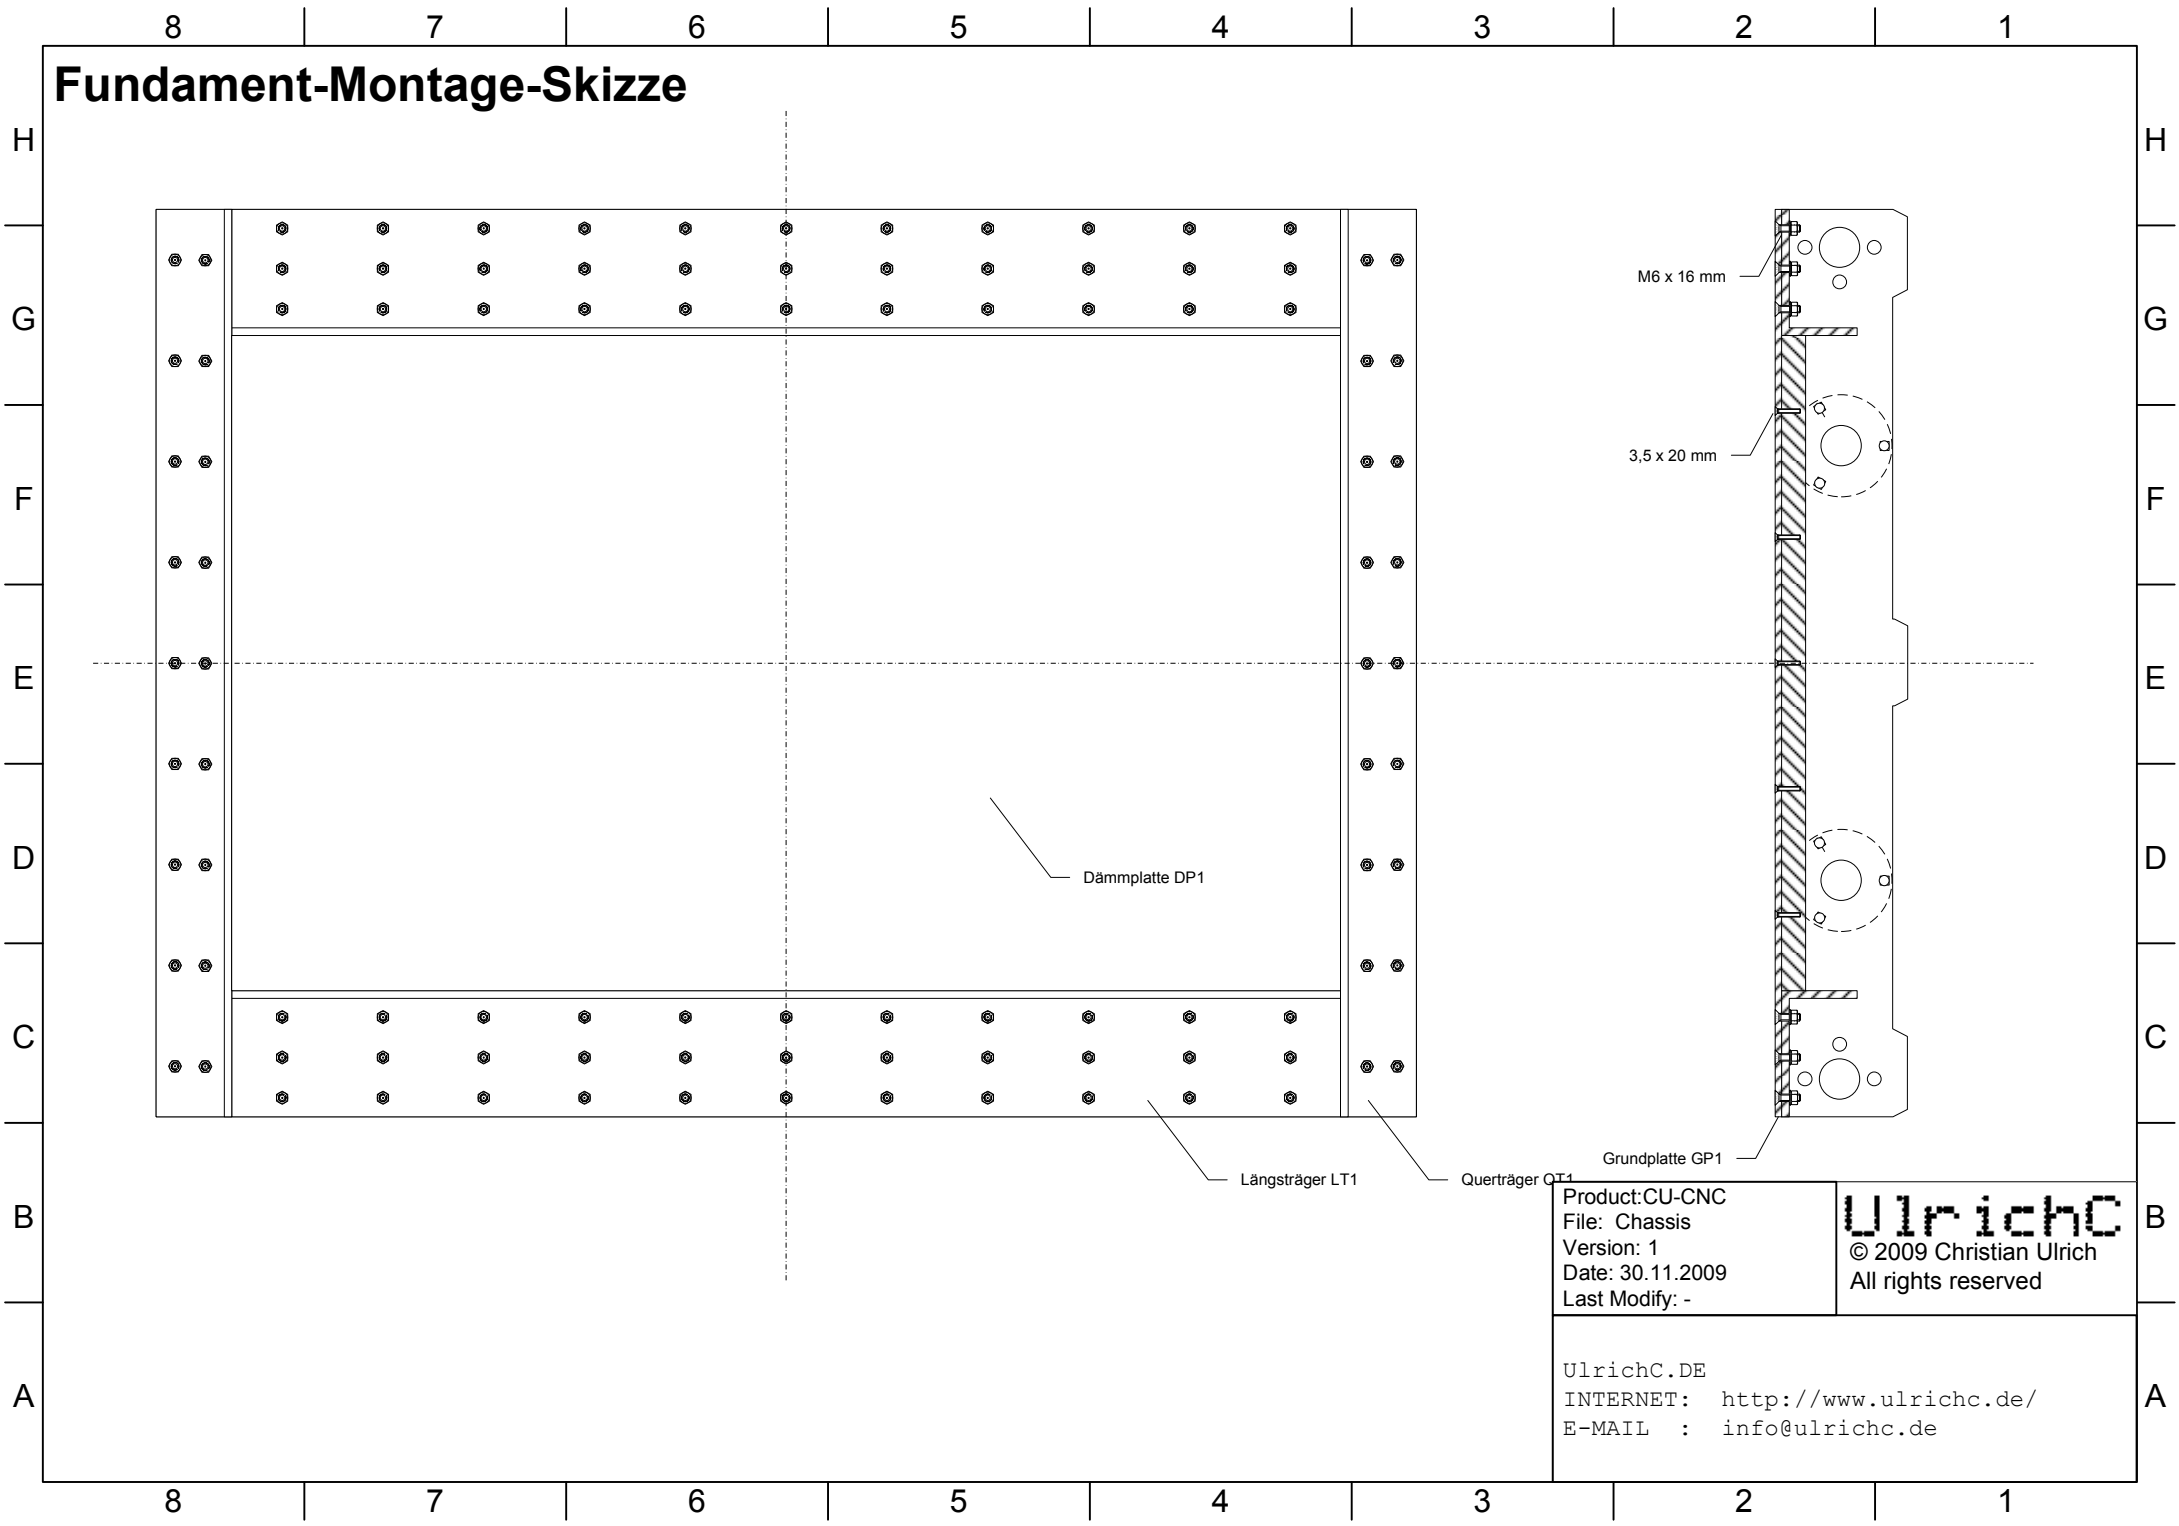 8 7 6 5 4 3 2 1
Fundament-Montage-Skizze
H H
G G
F F
E E
D D
C C
B B
A A
M6 x 16 mm
3,5 x 20 mm
Dämmplatte DP1
Längsträger LT1
Querträger QT1
Grundplatte GP1
Product:CU-CNC
File: Chassis
Version: 1
Date: 30.11.2009
Last Modify: -
UlrichC
© 2009 Christian Ulrich
All rights reserved
UlrichC.DE
INTERNET: http://www.ulrichc.de/
E-MAIL : info@ulrichc.de
8 7 6 5 4 3 2 1